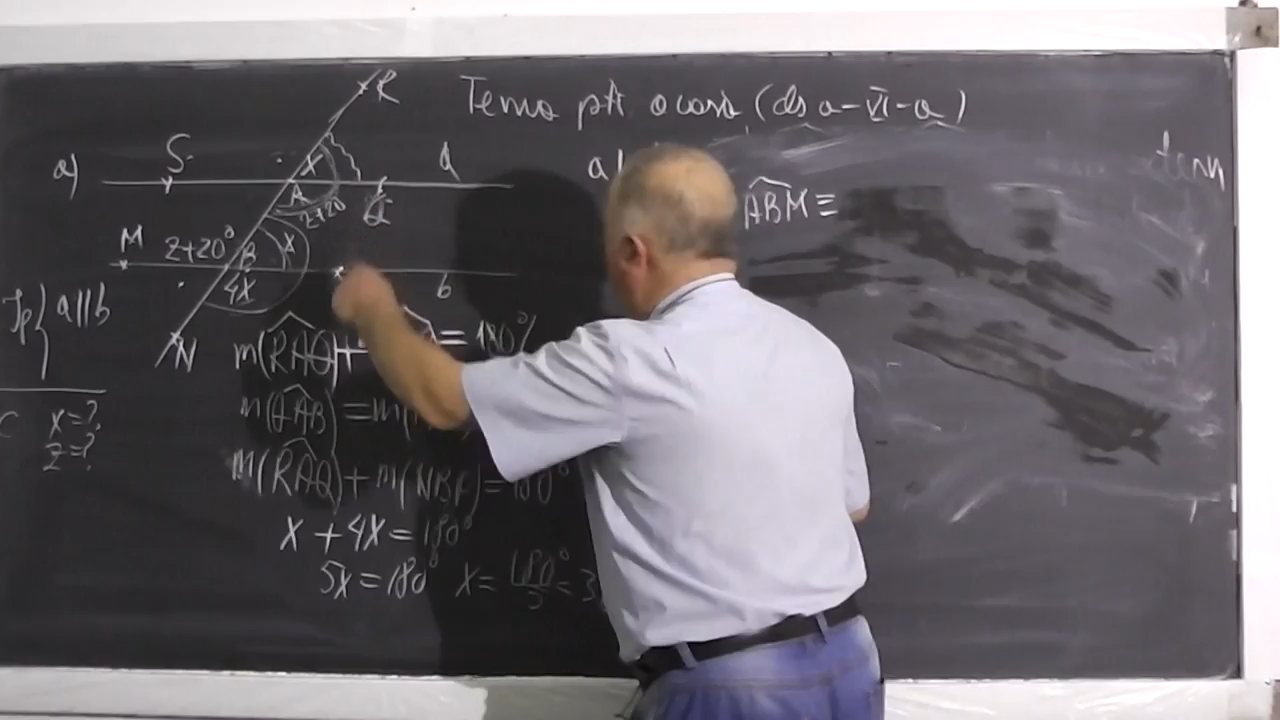 Tema pt acasă (cls a-VI-a)
a)
S
R
x
a
A
z+20
Q
M
z+20°
B
x
4x
b
N
Ip { a||b
C x=?
z=?
m(RAQ)+ = 180°
m(QAB)=m(
m(RAQ)+m(NBP)=180°
x+4x=180°
5x=180° x=180°/5=3
a)
ABM≡